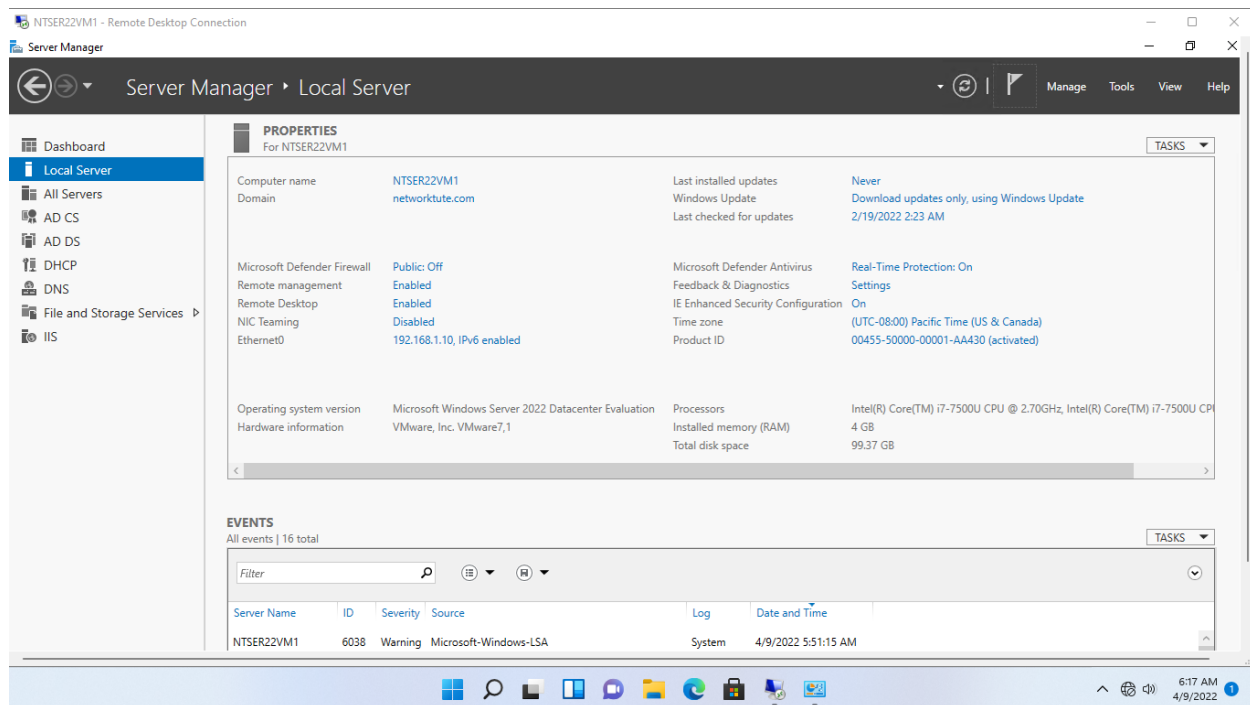 NTSER22VM1 - Remote Desktop Connection
Server Manager
Server Manager Local Server
Manage Tools View Help
Dashboard
Local Server
All Servers
AD CS
AD DS
DHCP
DNS
File and Storage Services
IIS
PROPERTIES
For NTSER22VM1
TASKS
Computer name NTSER22VM1
Domain networktute.com
Last installed updates Never
Windows Update Download updates only, using Windows Update
Last checked for updates 2/19/2022 2:23 AM
Microsoft Defender Firewall Public: Off
Remote management Enabled
Remote Desktop Enabled
NIC Teaming Disabled
Ethernet0 192.168.1.10, IPv6 enabled
Microsoft Defender Antivirus Real-Time Protection: On
Feedback & Diagnostics Settings
IE Enhanced Security Configuration On
Time zone (UTC-08:00) Pacific Time (US & Canada)
Product ID 00455-50000-00001-AA430 (activated)
Operating system version Microsoft Windows Server 2022 Datacenter Evaluation
Hardware information VMware, Inc. VMware7,1
Processors Intel(R) Core(TM) i7-7500U CPU @ 2.70GHz, Intel(R) Core(TM) i7-7500U CP
Installed memory (RAM) 4 GB
Total disk space 99.37 GB
EVENTS
All events | 16 total
TASKS
Filter
Server Name ID Severity Source Log Date and Time
NTSER22VM1 6038 Warning Microsoft-Windows-LSA System 4/9/2022 5:51:15 AM
6:17 AM
4/9/2022
1